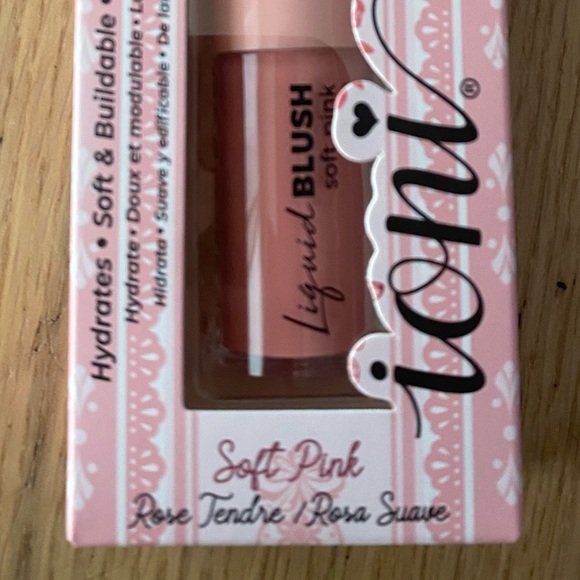 Hydrates • Soft & Buildable •
Hydrate • Doux et modulable •
Hidrata • Suave y edificable • De
Liquid BLUSH
soft pink
ioni®
Soft Pink
Rose Tendre / Rosa Suave